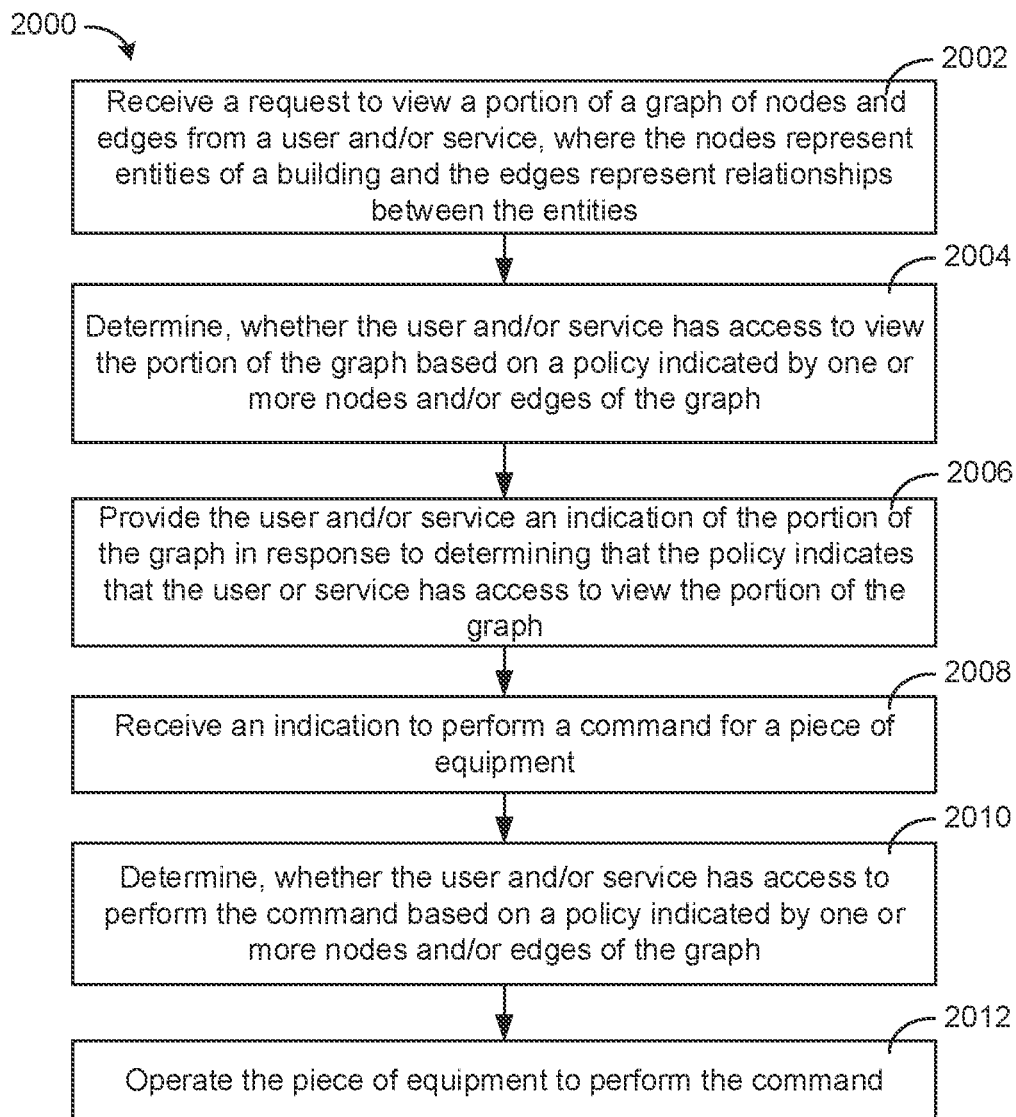 2000
2002
Receive a request to view a portion of a graph of nodes and
edges from a user and/or service, where the nodes represent
entities of a building and the edges represent relationships
between the entities
2004
Determine, whether the user and/or service has access to view
the portion of the graph based on a policy indicated by one or
more nodes and/or edges of the graph
2006
Provide the user and/or service an indication of the portion of
the graph in response to determining that the policy indicates
that the user or service has access to view the portion of the
graph
2008
Receive an indication to perform a command for a piece of
equipment
2010
Determine, whether the user and/or service has access to
perform the command based on a policy indicated by one or
more nodes and/or edges of the graph
2012
Operate the piece of equipment to perform the command